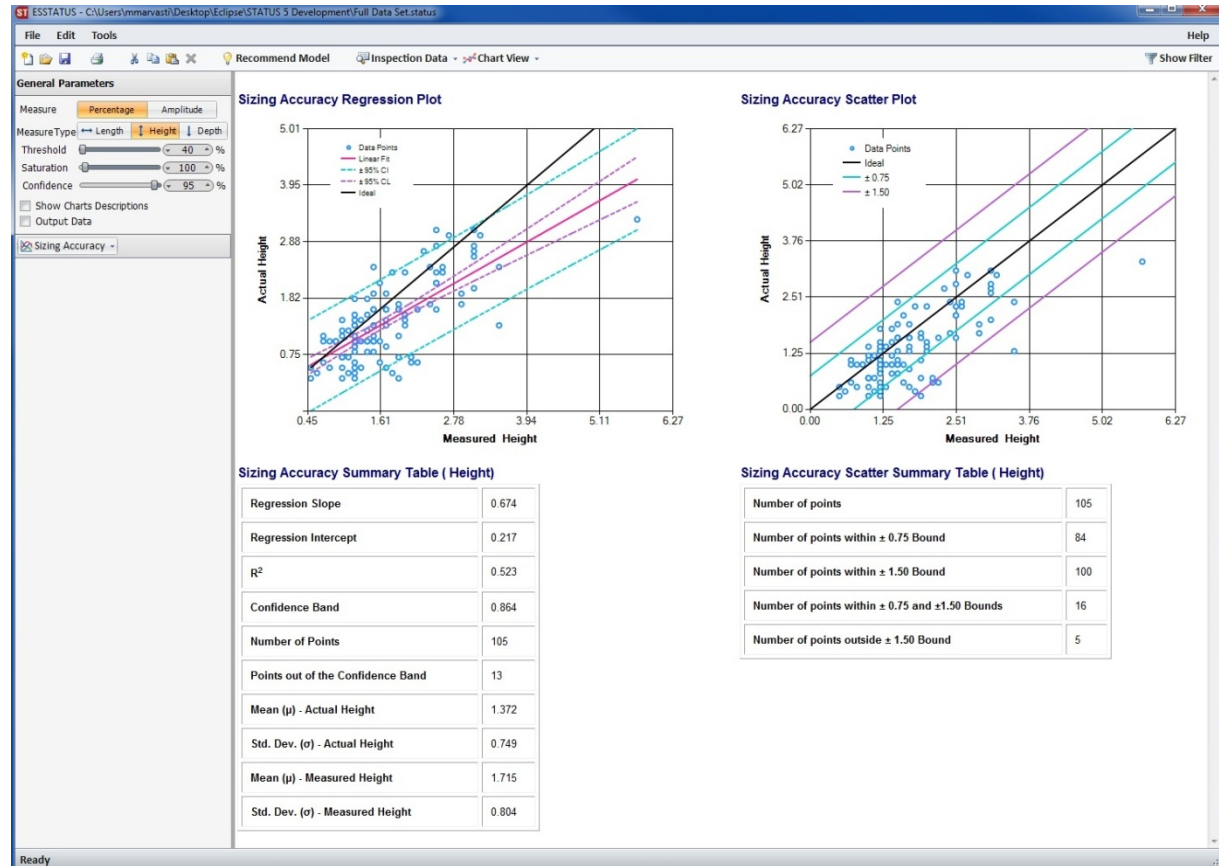 ESSTATUS - C:\Users\mmarvasti\Desktop\Eclipse\STATUS 5 Development\Full Data Set.status
File Edit Tools Help
Recommend Model Inspection Data Chart View Show Filter
General Parameters
Measure Percentage Amplitude
MeasureType Length Height Depth
Threshold 40 %
Saturation 100 %
Confidence 95 %
Show Charts Descriptions
Output Data
Sizing Accuracy
Sizing Accuracy Regression Plot
5.01
3.95
2.88
1.82
0.75
Actual Height
Data Points
Linear Fit
± 95% CI
± 95% CL
Ideal
0.45 1.61 2.78 3.94 5.11 6.27
Measured Height
Sizing Accuracy Scatter Plot
6.27
5.02
3.76
2.51
1.25
0.00
Actual Height
Data Points
Ideal
± 0.75
± 1.50
0.00 1.25 2.51 3.76 5.02 6.27
Measured Height
Sizing Accuracy Summary Table ( Height)
Regression Slope 0.674
Regression Intercept 0.217
R² 0.523
Confidence Band 0.864
Number of Points 105
Points out of the Confidence Band 13
Mean (µ) - Actual Height 1.372
Std. Dev. (σ) - Actual Height 0.749
Mean (µ) - Measured Height 1.715
Std. Dev. (σ) - Measured Height 0.804
Sizing Accuracy Scatter Summary Table ( Height)
Number of points 105
Number of points within ± 0.75 Bound 84
Number of points within ± 1.50 Bound 100
Number of points within ± 0.75 and ±1.50 Bounds 16
Number of points outside ± 1.50 Bound 5
Ready